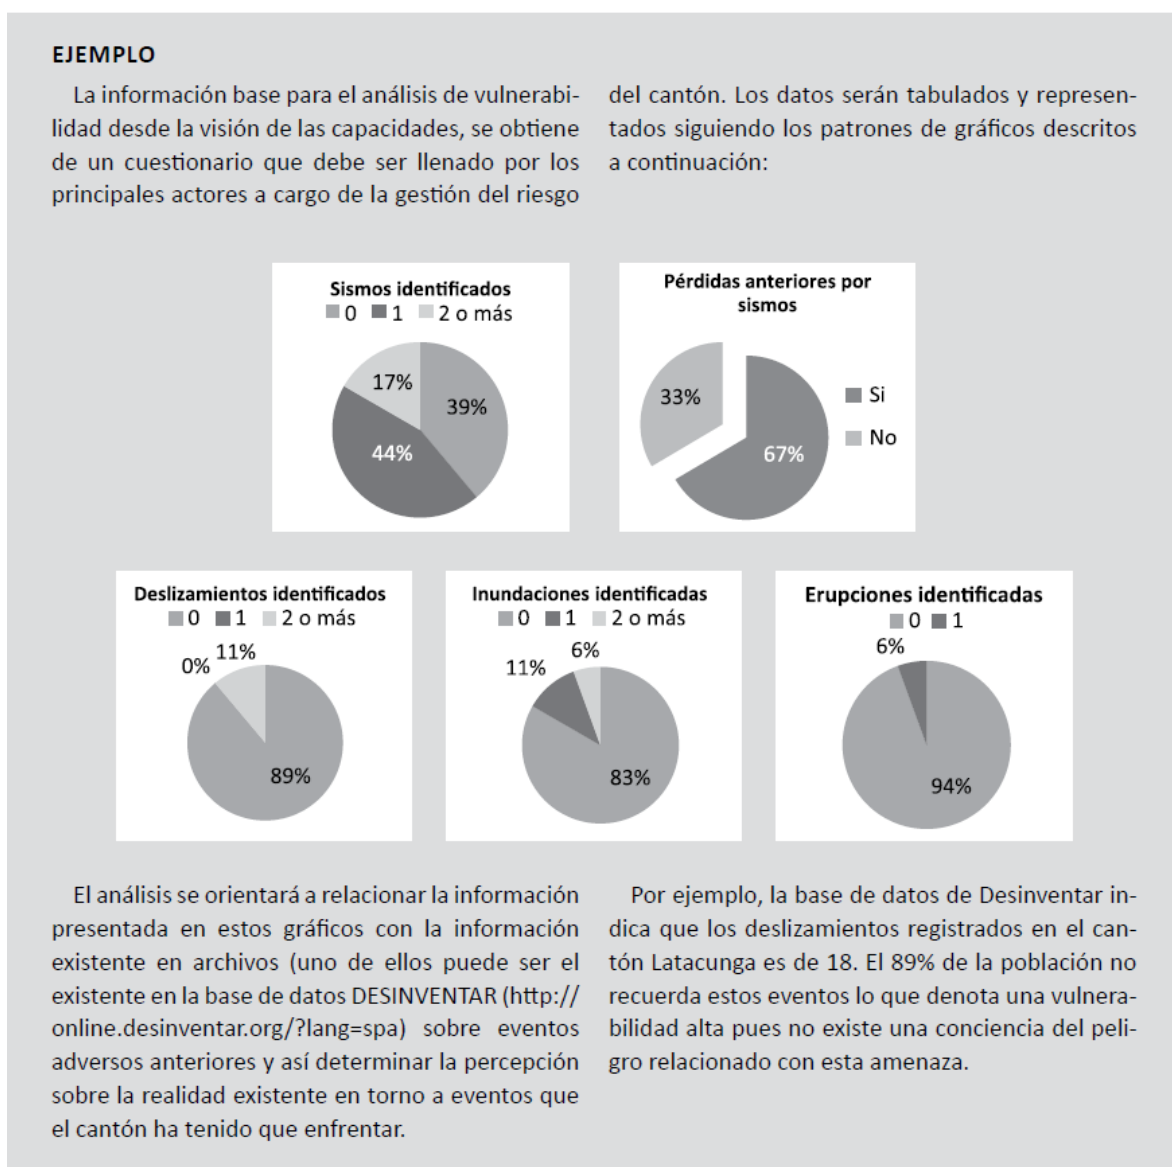 EJEMPLO
La información base para el análisis de vulnerabi-
lidad desde la visión de las capacidades, se obtiene
de un cuestionario que debe ser llenado por los
principales actores a cargo de la gestión del riesgo
del cantón. Los datos serán tabulados y represen-
tados siguiendo los patrones de gráficos descritos
a continuación:
Sismos identificados
0 1 2 o más
17%
39%
44%
Pérdidas anteriores por
sismos
33%
67%
Si
No
Deslizamientos identificados
0 1 2 o más
0% 11%
89%
Inundaciones identificadas
0 1 2 o más
6%
11%
83%
Erupciones identificadas
0 1
6%
94%
El análisis se orientará a relacionar la información
presentada en estos gráficos con la información
existente en archivos (uno de ellos puede ser el
existente en la base de datos DESINVENTAR (http://
online.desinventar.org/?lang=spa) sobre eventos
adversos anteriores y así determinar la percepción
sobre la realidad existente en torno a eventos que
el cantón ha tenido que enfrentar.
Por ejemplo, la base de datos de Desinventar in-
dica que los deslizamientos registrados en el can-
tón Latacunga es de 18. El 89% de la población no
recuerda estos eventos lo que denota una vulnera-
bilidad alta pues no existe una conciencia del peli-
gro relacionado con esta amenaza.